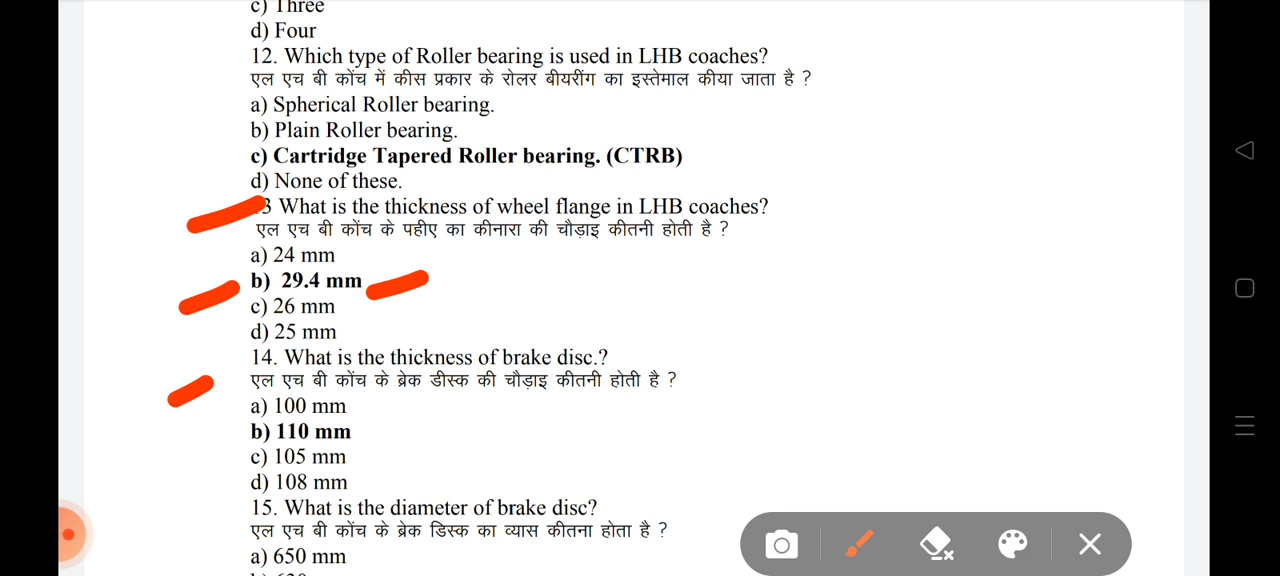 c) Three
d) Four
12. Which type of Roller bearing is used in LHB coaches?
एल एच बी कोंच में कीस प्रकार के रोलर बीयरींग का इस्तेमाल कीया जाता है ?
a) Spherical Roller bearing.
b) Plain Roller bearing.
c) Cartridge Tapered Roller bearing. (CTRB)
d) None of these.
3 What is the thickness of wheel flange in LHB coaches?
एल एच बी कोंच के पहीए का कीनारा की चौड़ाइ कीतनी होती है ?
a) 24 mm
b) 29.4 mm
c) 26 mm
d) 25 mm
14. What is the thickness of brake disc.?
एल एच बी कोंच के ब्रेक डीस्क की चौड़ाइ कीतनी होती है ?
a) 100 mm
b) 110 mm
c) 105 mm
d) 108 mm
15. What is the diameter of brake disc?
एल एच बी कोंच के ब्रेक डिस्क का व्यास कीतना होता है ?
a) 650 mm